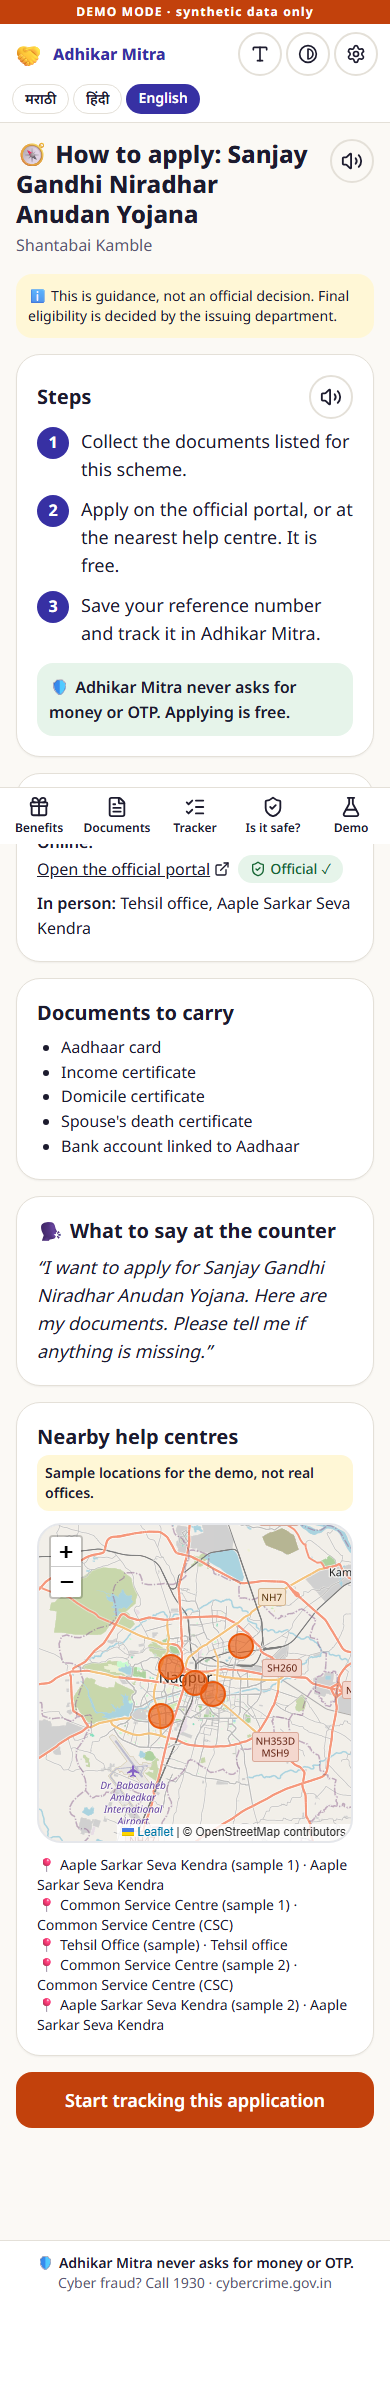 DEMO MODE · synthetic data only
Adhikar Mitra
मराठी
हिंदी
English
How to apply: Sanjay
Gandhi Niradhar
Anudan Yojana
Shantabai Kamble
This is guidance, not an official decision. Final
eligibility is decided by the issuing department.
Steps
1 Collect the documents listed for
this scheme.
2 Apply on the official portal, or at
the nearest help centre. It is
free.
3 Save your reference number
and track it in Adhikar Mitra.
Adhikar Mitra never asks for
money or OTP. Applying is free.
Benefits
Documents
Tracker
Is it safe?
Demo
Online:
Open the official portal
Official ✓
In person: Tehsil office, Aaple Sarkar Seva
Kendra
Documents to carry
• Aadhaar card
• Income certificate
• Domicile certificate
• Spouse's death certificate
• Bank account linked to Aadhaar
What to say at the counter
“I want to apply for Sanjay Gandhi
Niradhar Anudan Yojana. Here are
my documents. Please tell me if
anything is missing.”
Nearby help centres
Sample locations for the demo, not real
offices.
+
−
Kam
NH7
Nagpur
SH260
N
NH353D
MSH9
Dr. Babasaheb
Ambedkar
International
Airport
Leaflet | © OpenStreetMap contributors
Aaple Sarkar Seva Kendra (sample 1) · Aaple
Sarkar Seva Kendra
Common Service Centre (sample 1) ·
Common Service Centre (CSC)
Tehsil Office (sample) · Tehsil office
Common Service Centre (sample 2) ·
Common Service Centre (CSC)
Aaple Sarkar Seva Kendra (sample 2) · Aaple
Sarkar Seva Kendra
Start tracking this application
Adhikar Mitra never asks for money or OTP.
Cyber fraud? Call 1930 · cybercrime.gov.in